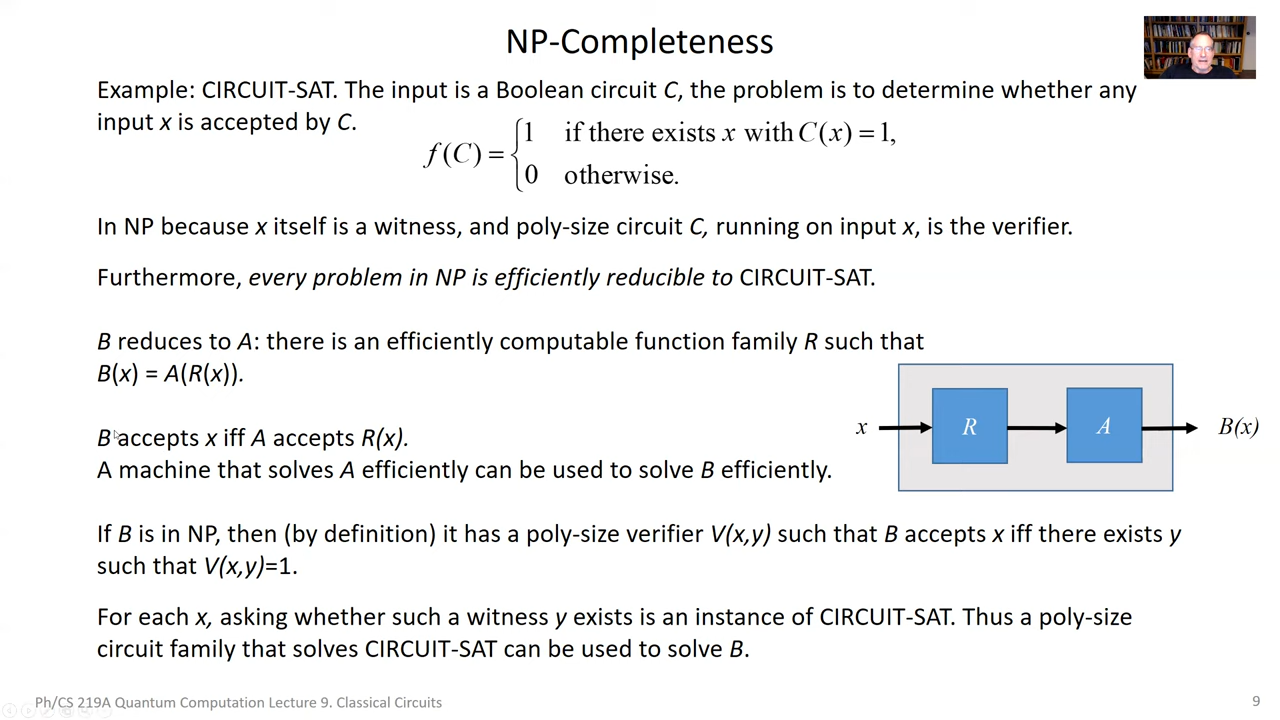 NP-Completeness
Example: CIRCUIT-SAT. The input is a Boolean circuit C, the problem is to determine whether any
input x is accepted by C.
f(C) = { 1 if there exists x with C(x) = 1,
0 otherwise.
In NP because x itself is a witness, and poly-size circuit C, running on input x, is the verifier.
Furthermore, every problem in NP is efficiently reducible to CIRCUIT-SAT.
B reduces to A: there is an efficiently computable function family R such that
B(x) = A(R(x)).
B accepts x iff A accepts R(x).
A machine that solves A efficiently can be used to solve B efficiently.
x R A B(x)
If B is in NP, then (by definition) it has a poly-size verifier V(x,y) such that B accepts x iff there exists y
such that V(x,y)=1.
For each x, asking whether such a witness y exists is an instance of CIRCUIT-SAT. Thus a poly-size
circuit family that solves CIRCUIT-SAT can be used to solve B.
Ph/CS 219A Quantum Computation Lecture 9. Classical Circuits
9